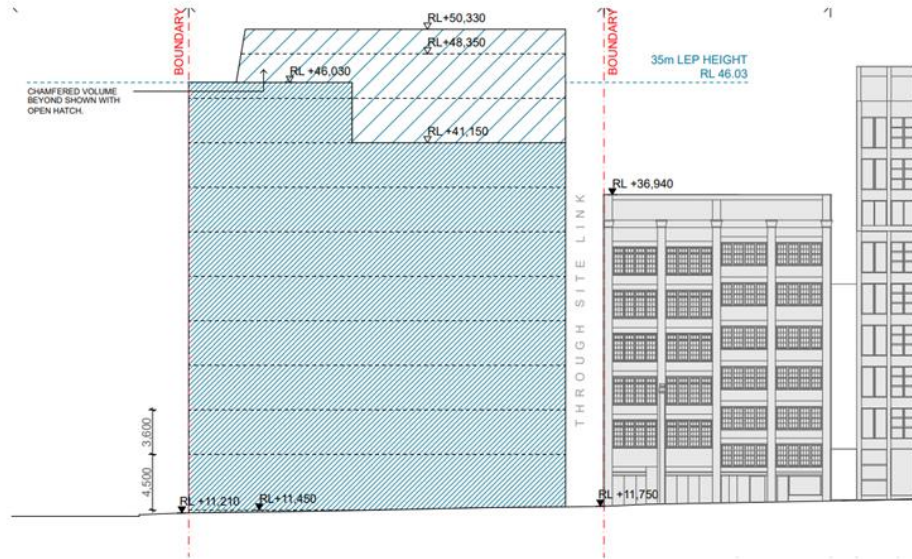 RL+50,330
RL+48,350
BOUNDARY
BOUNDARY
35m LEP HEIGHT
RL 46.03
RL +46,030
CHAMFERED VOLUME
BEYOND SHOWN WITH
OPEN HATCH.
RL +41,150
RL +36,940
THROUGH SITE LINK
3.600
4.500
RL +11,210
RL +11,450
RL +11,750